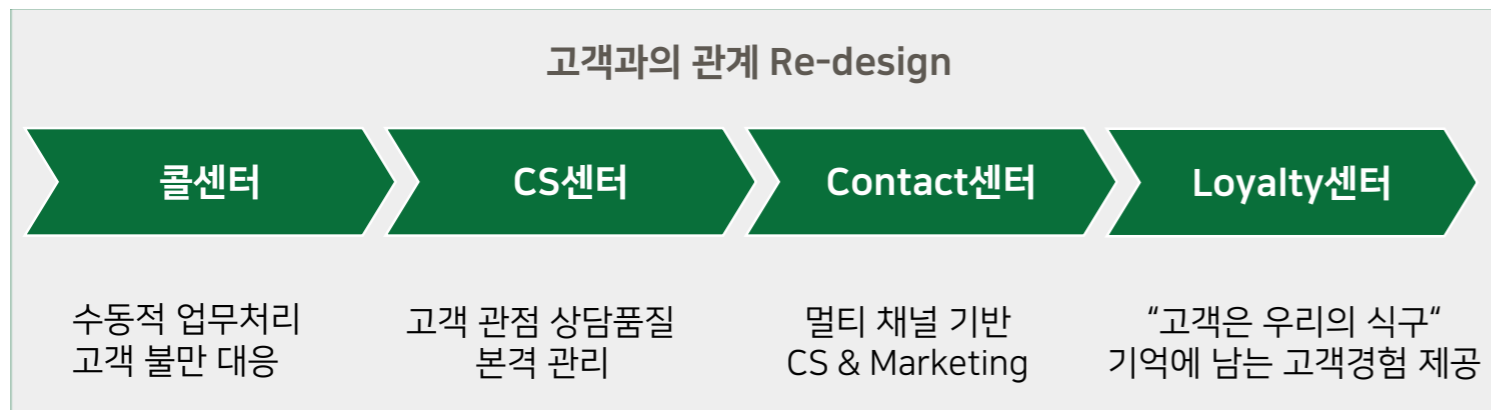 고객과의 관계 Re-design
콜센터
CS센터
Contact센터
Loyalty센터
수동적 업무처리
고객 불만 대응
고객 관점 상담품질
본격 관리
멀티 채널 기반
CS & Marketing
“고객은 우리의 식구“
기억에 남는 고객경험 제공